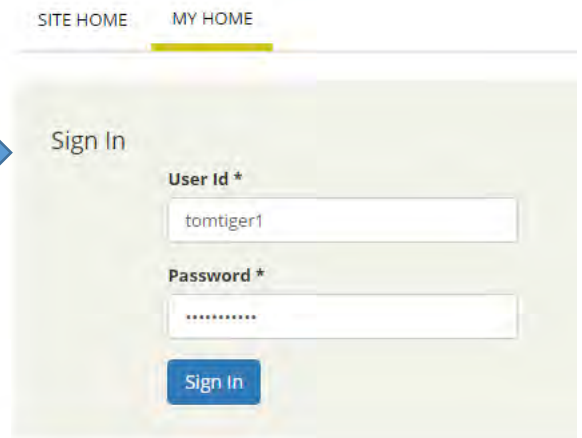 SITE HOME MY HOME
Sign In
User Id *
tomtiger1
Password *
···········
Sign In